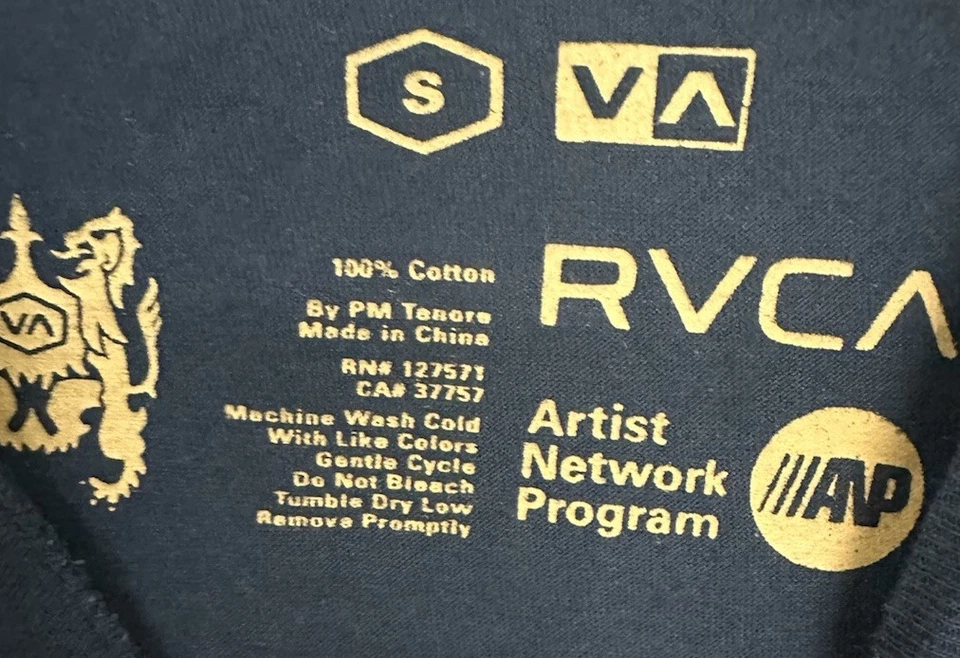 S
VA
VA
100% Cotton
By PM Tenore
Made in China
RN# 127571
CA# 37757
Machine Wash Cold
With Like Colors
Gentle Cycle
Do Not Bleach
Tumble Dry Low
Remove Promptly
RVCA
Artist
Network
Program
ANP